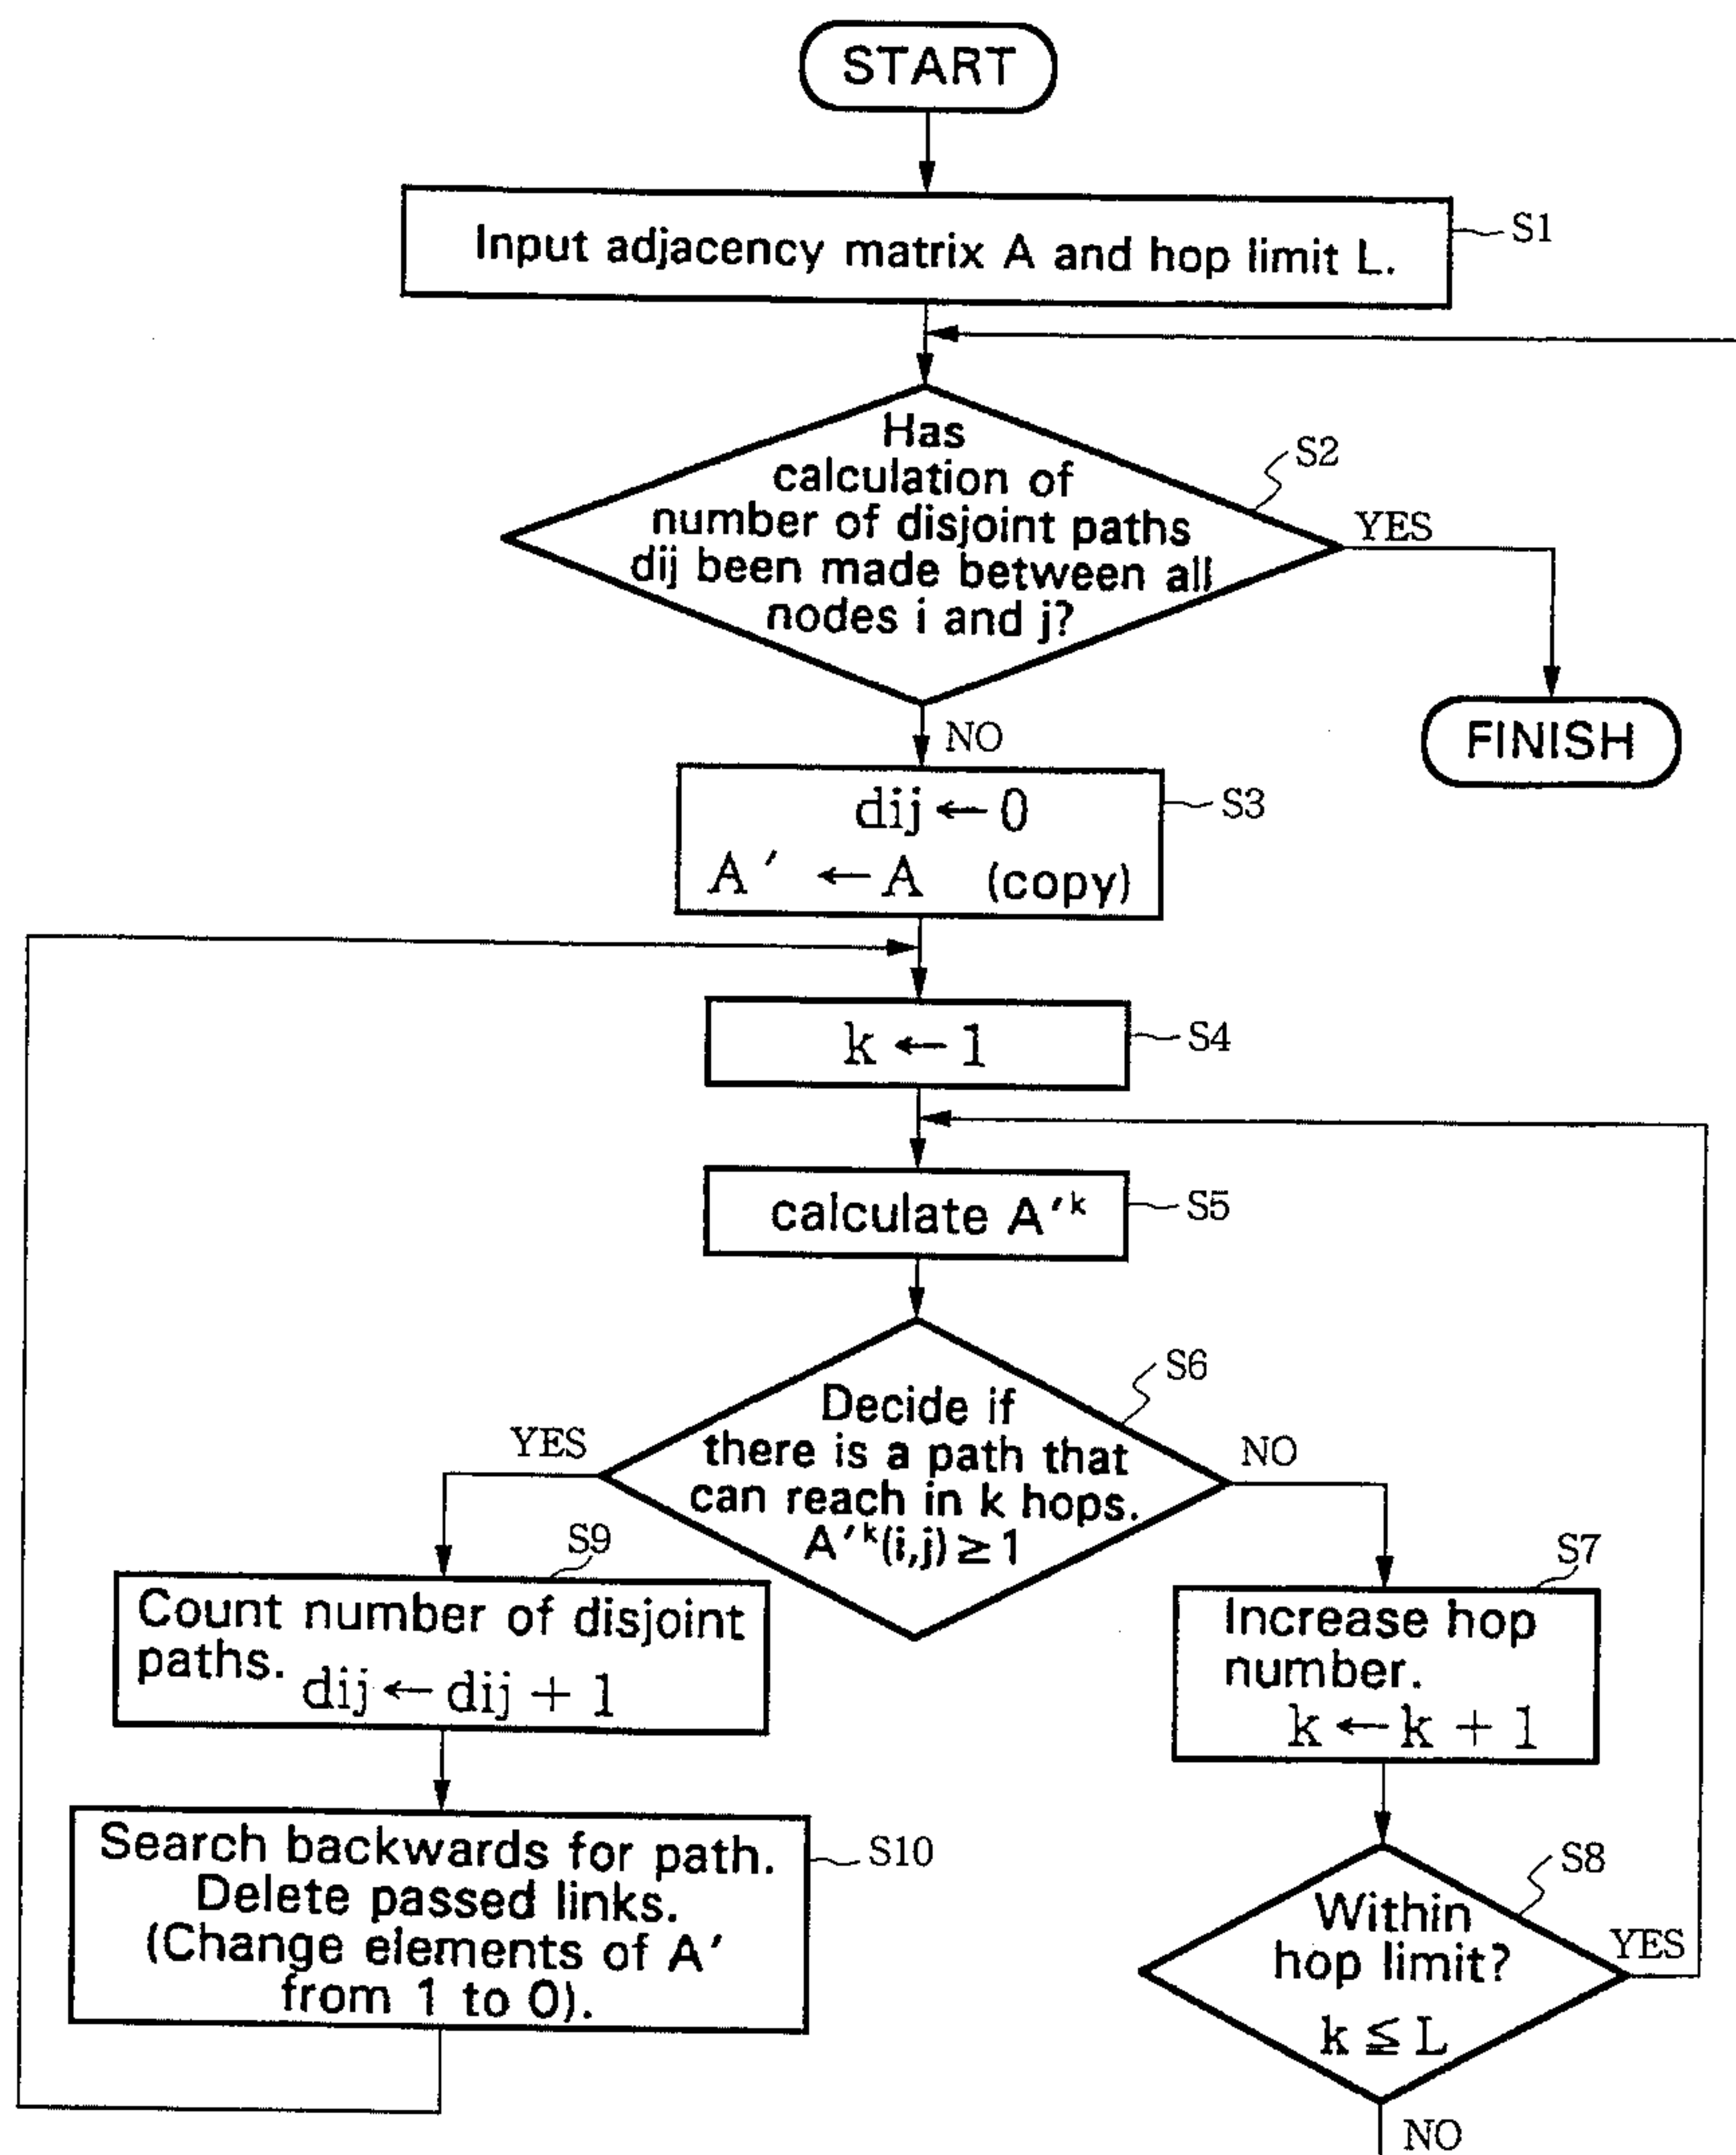 START
Input adjacency matrix A and hop limit L.
S1
Has
calculation of
number of disjoint paths
dij been made between all
nodes i and j?
S2
YES
FINISH
NO
dij ← 0
A′ ← A (copy)
S3
k ← 1
S4
calculate A′ᵏ
S5
Decide if
there is a path that
can reach in k hops.
A′ᵏ(i,j) ≥ 1
S6
YES
NO
S9
Count number of disjoint
paths.
dij ← dij + 1
S7
Increase hop
number.
k ← k + 1
Search backwards for path.
Delete passed links.
(Change elements of A′
from 1 to 0).
S10
S8
Within
hop limit?
k ≦ L
YES
NO